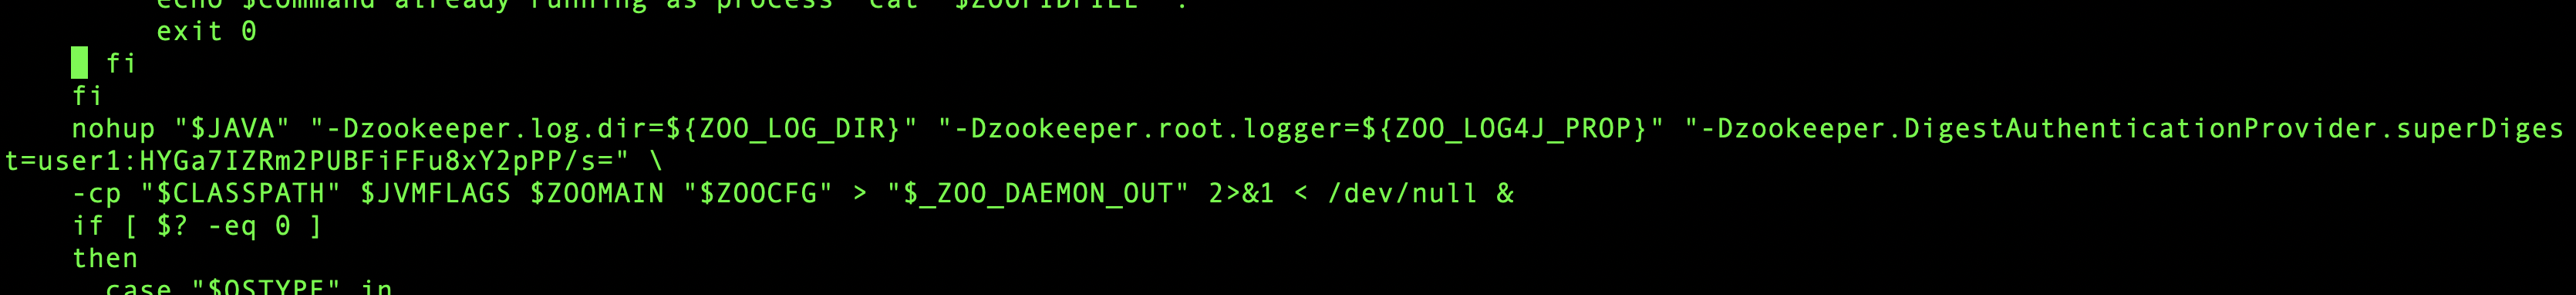 echo $command already running as process `cat "$ZOOPIDFILE"`.
exit 0
fi
fi
nohup "$JAVA" "-Dzookeeper.log.dir=${ZOO_LOG_DIR}" "-Dzookeeper.root.logger=${ZOO_LOG4J_PROP}" "-Dzookeeper.DigestAuthenticationProvider.superDiges
t=user1:HYGa7IZRm2PUBFiFFu8xY2pPP/s=" \
-cp "$CLASSPATH" $JVMFLAGS $ZOOMAIN "$ZOOCFG" > "$_ZOO_DAEMON_OUT" 2>&1 < /dev/null &
if [ $? -eq 0 ]
then
case "$OSTYPE" in